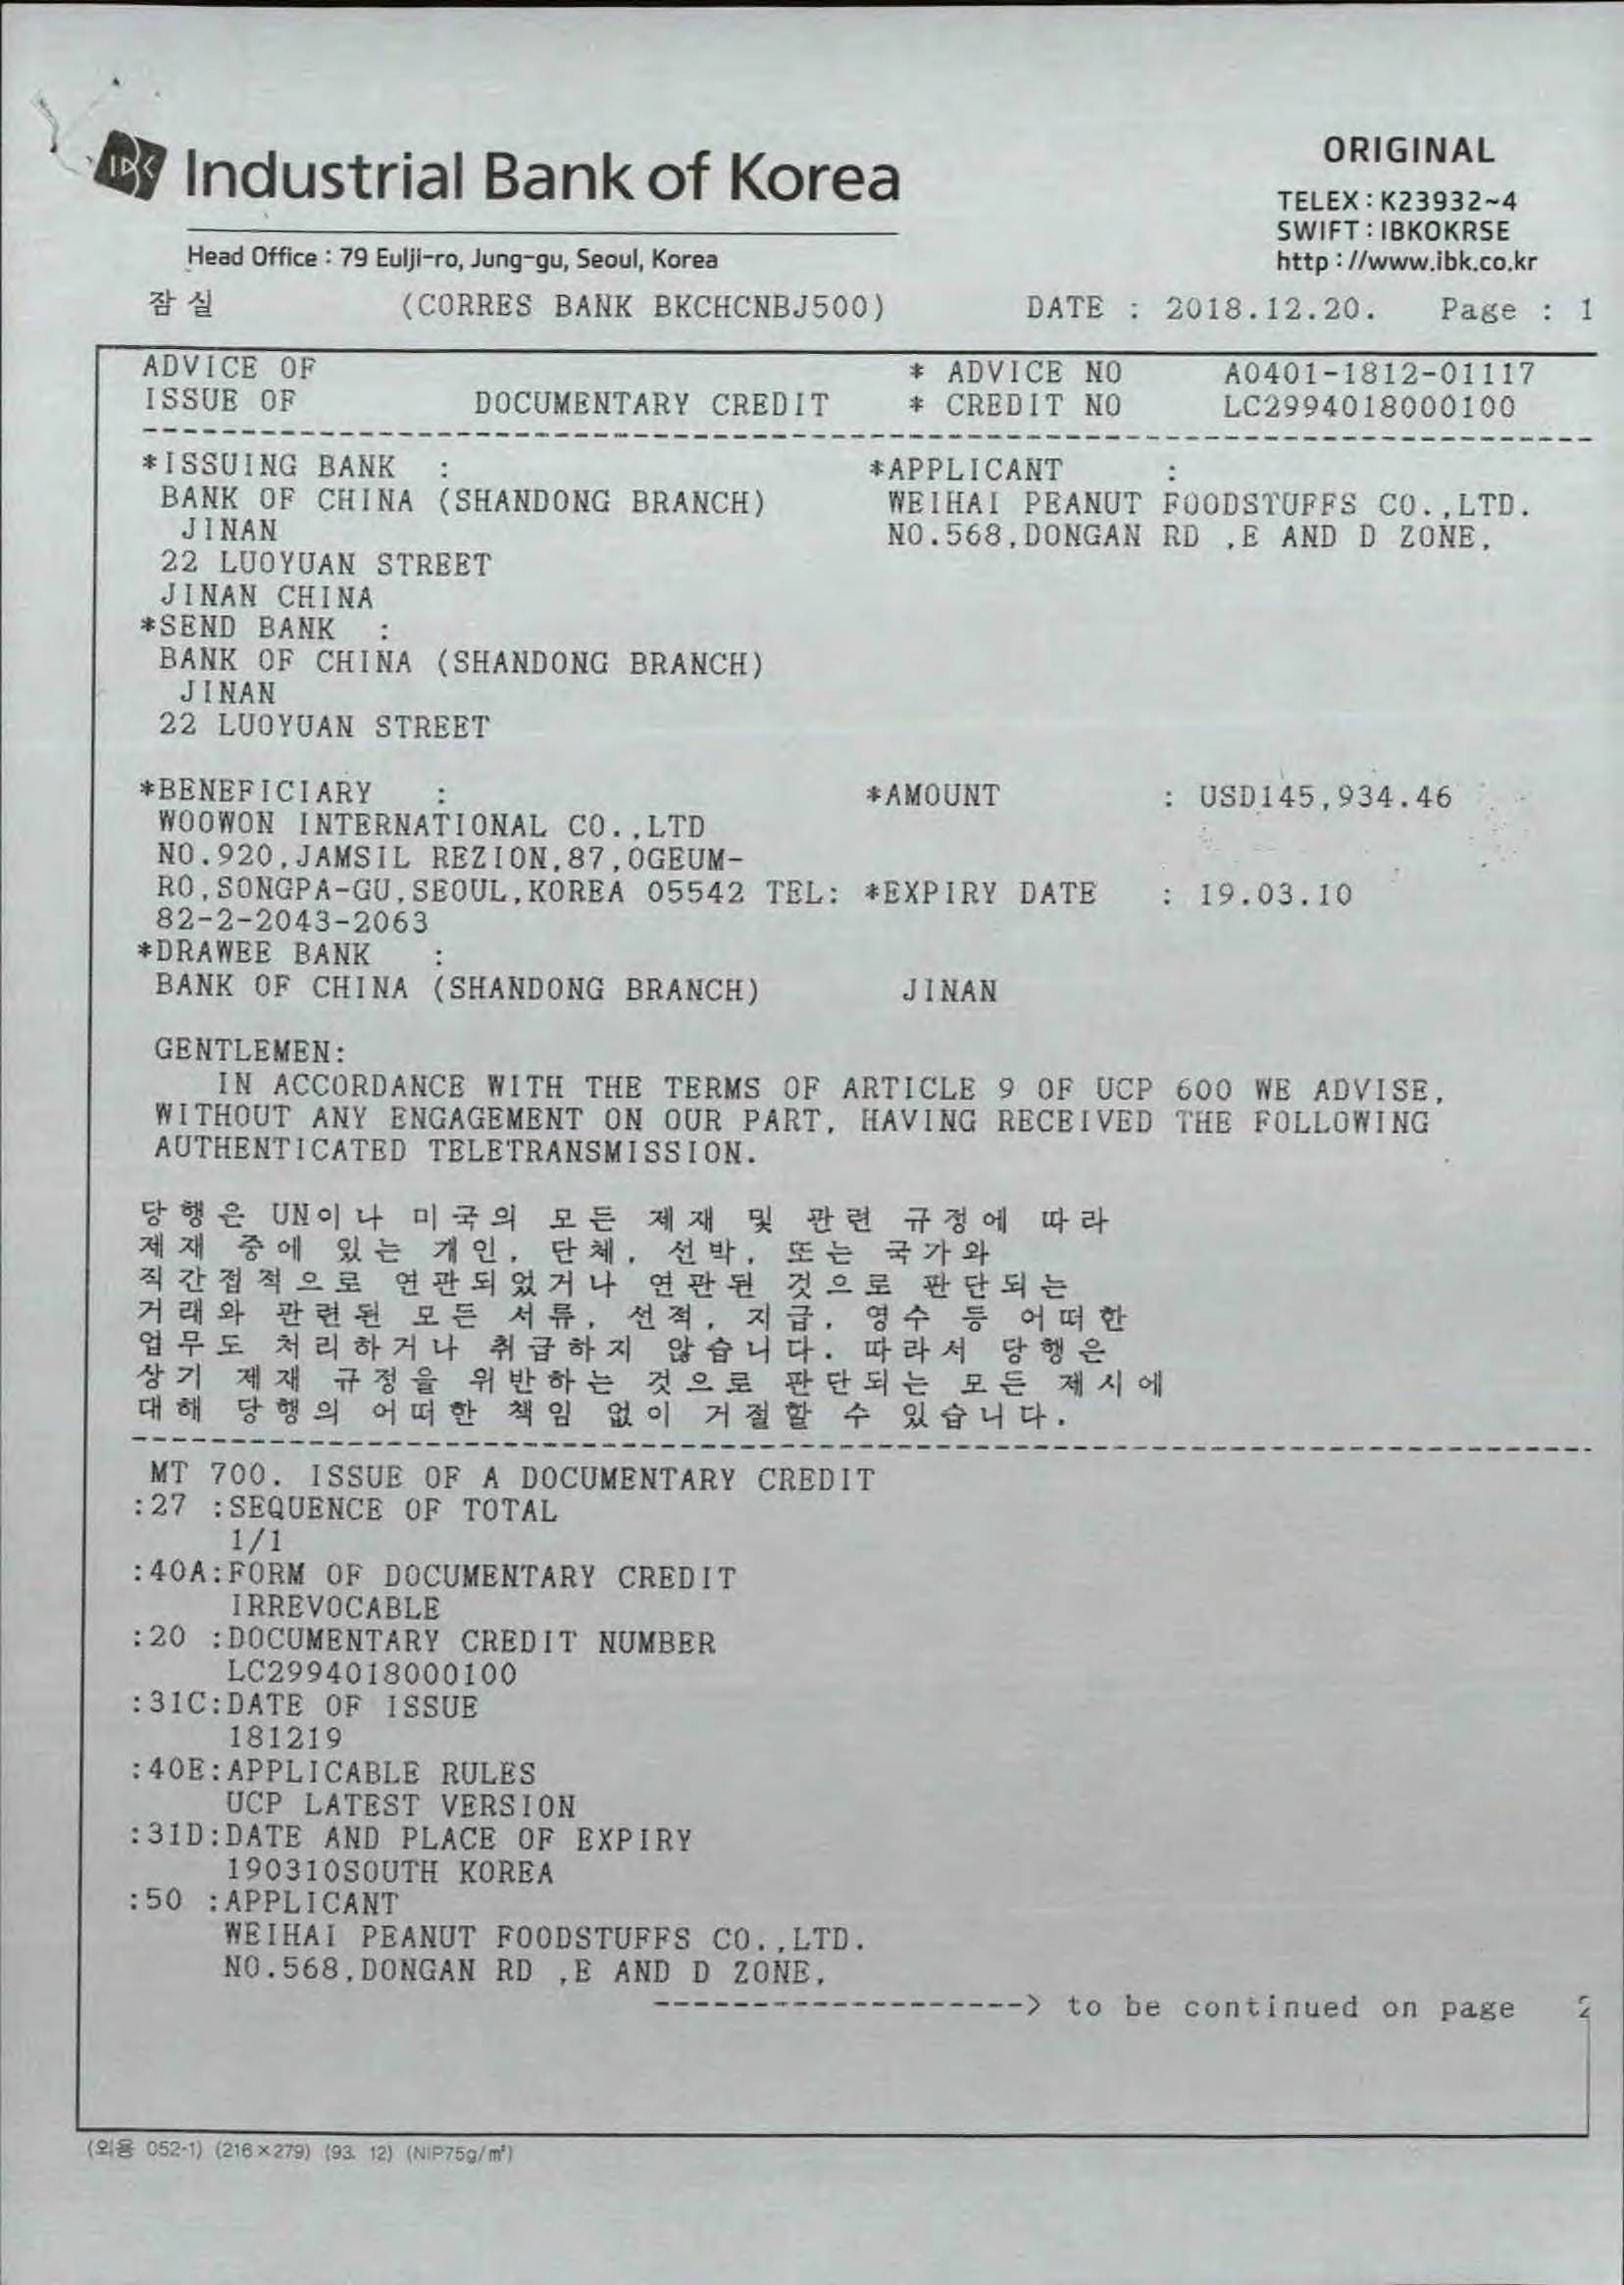 IBK Industrial Bank of Korea
ORIGINAL
TELEX : K23932~4
SWIFT : IBKOKRSE
http : //www.ibk.co.kr
Head Office : 79 Eulji-ro, Jung-gu, Seoul, Korea
잠실 (CORRES BANK BKCHCNBJ500) DATE : 2018.12.20. Page : 1
ADVICE OF * ADVICE NO A0401-1812-01117
ISSUE OF DOCUMENTARY CREDIT * CREDIT NO LC2994018000100
*ISSUING BANK : *APPLICANT :
BANK OF CHINA (SHANDONG BRANCH) WEIHAI PEANUT FOODSTUFFS CO.,LTD.
JINAN NO.568,DONGAN RD ,E AND D ZONE,
22 LUOYUAN STREET
JINAN CHINA
*SEND BANK :
BANK OF CHINA (SHANDONG BRANCH)
JINAN
22 LUOYUAN STREET
*BENEFICIARY : *AMOUNT : USD145,934.46
WOOWON INTERNATIONAL CO.,LTD
NO.920,JAMSIL REZION,87,OGEUM-
RO,SONGPA-GU,SEOUL,KOREA 05542 TEL: *EXPIRY DATE : 19.03.10
82-2-2043-2063
*DRAWEE BANK :
BANK OF CHINA (SHANDONG BRANCH) JINAN
GENTLEMEN:
IN ACCORDANCE WITH THE TERMS OF ARTICLE 9 OF UCP 600 WE ADVISE,
WITHOUT ANY ENGAGEMENT ON OUR PART, HAVING RECEIVED THE FOLLOWING
AUTHENTICATED TELETRANSMISSION.
당행은 UN이나 미국의 모든 제재 및 관련 규정에 따라
제재 중에 있는 개인, 단체, 선박, 또는 국가와
직간접적으로 연관되었거나 연관된 것으로 판단되는
거래와 관련된 모든 서류, 선적, 지급, 영수 등 어떠한
업무도 처리하거나 취급하지 않습니다. 따라서 당행은
상기 제재 규정을 위반하는 것으로 판단되는 모든 제시에
대해 당행의 어떠한 책임 없이 거절할 수 있습니다.
MT 700. ISSUE OF A DOCUMENTARY CREDIT
:27 :SEQUENCE OF TOTAL
1/1
:40A:FORM OF DOCUMENTARY CREDIT
IRREVOCABLE
:20 :DOCUMENTARY CREDIT NUMBER
LC2994018000100
:31C:DATE OF ISSUE
181219
:40E:APPLICABLE RULES
UCP LATEST VERSION
:31D:DATE AND PLACE OF EXPIRY
190310SOUTH KOREA
:50 :APPLICANT
WEIHAI PEANUT FOODSTUFFS CO.,LTD.
NO.568,DONGAN RD ,E AND D ZONE,
-------------------> to be continued on page 2
(외용 052-1) (216×279) (93. 12) (NIP75g/㎡)